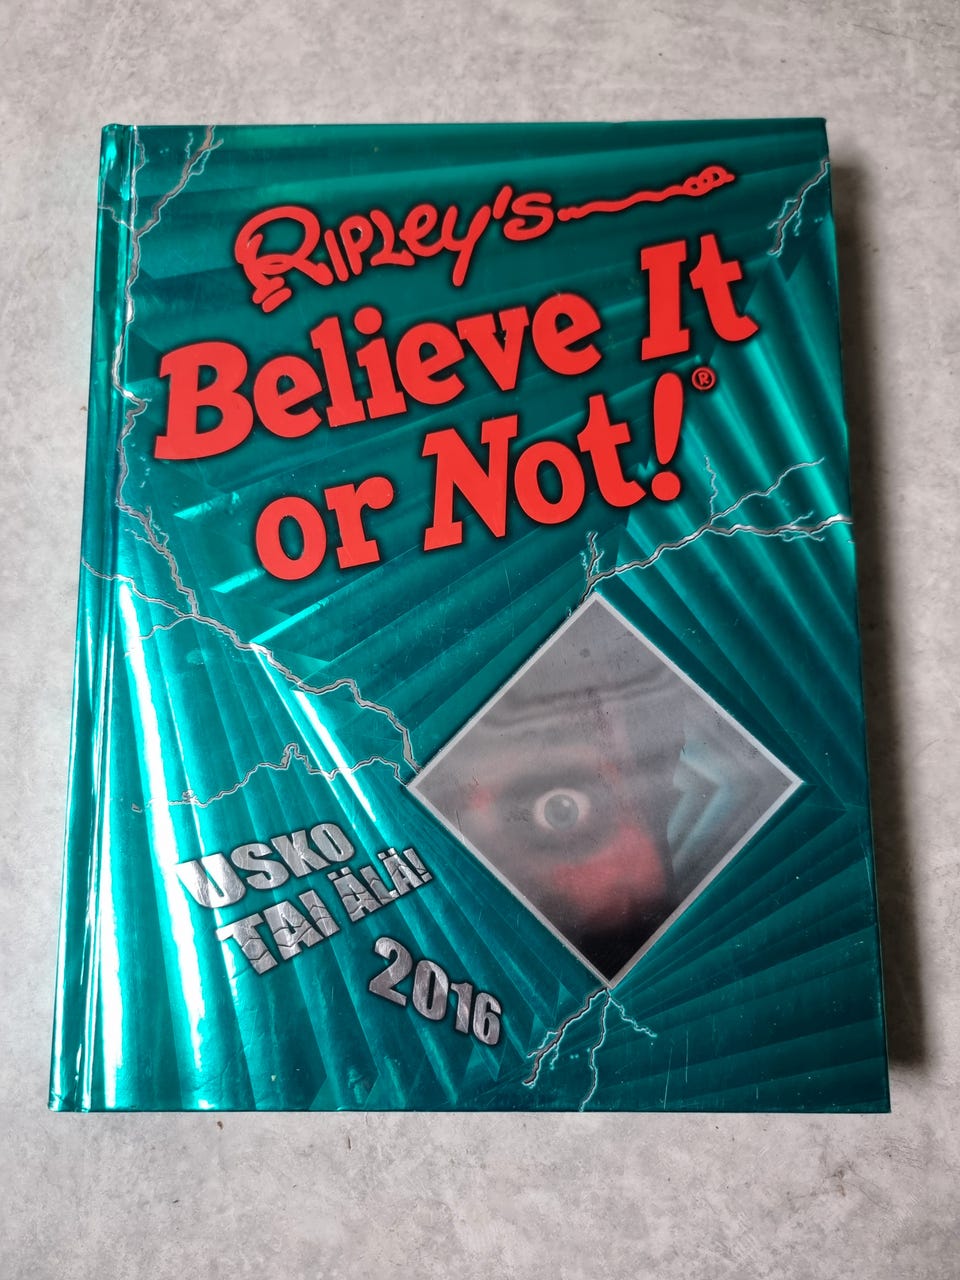 Ripley's
Believe It
or Not!®
USKO
TAI ÄLÄ!
2016